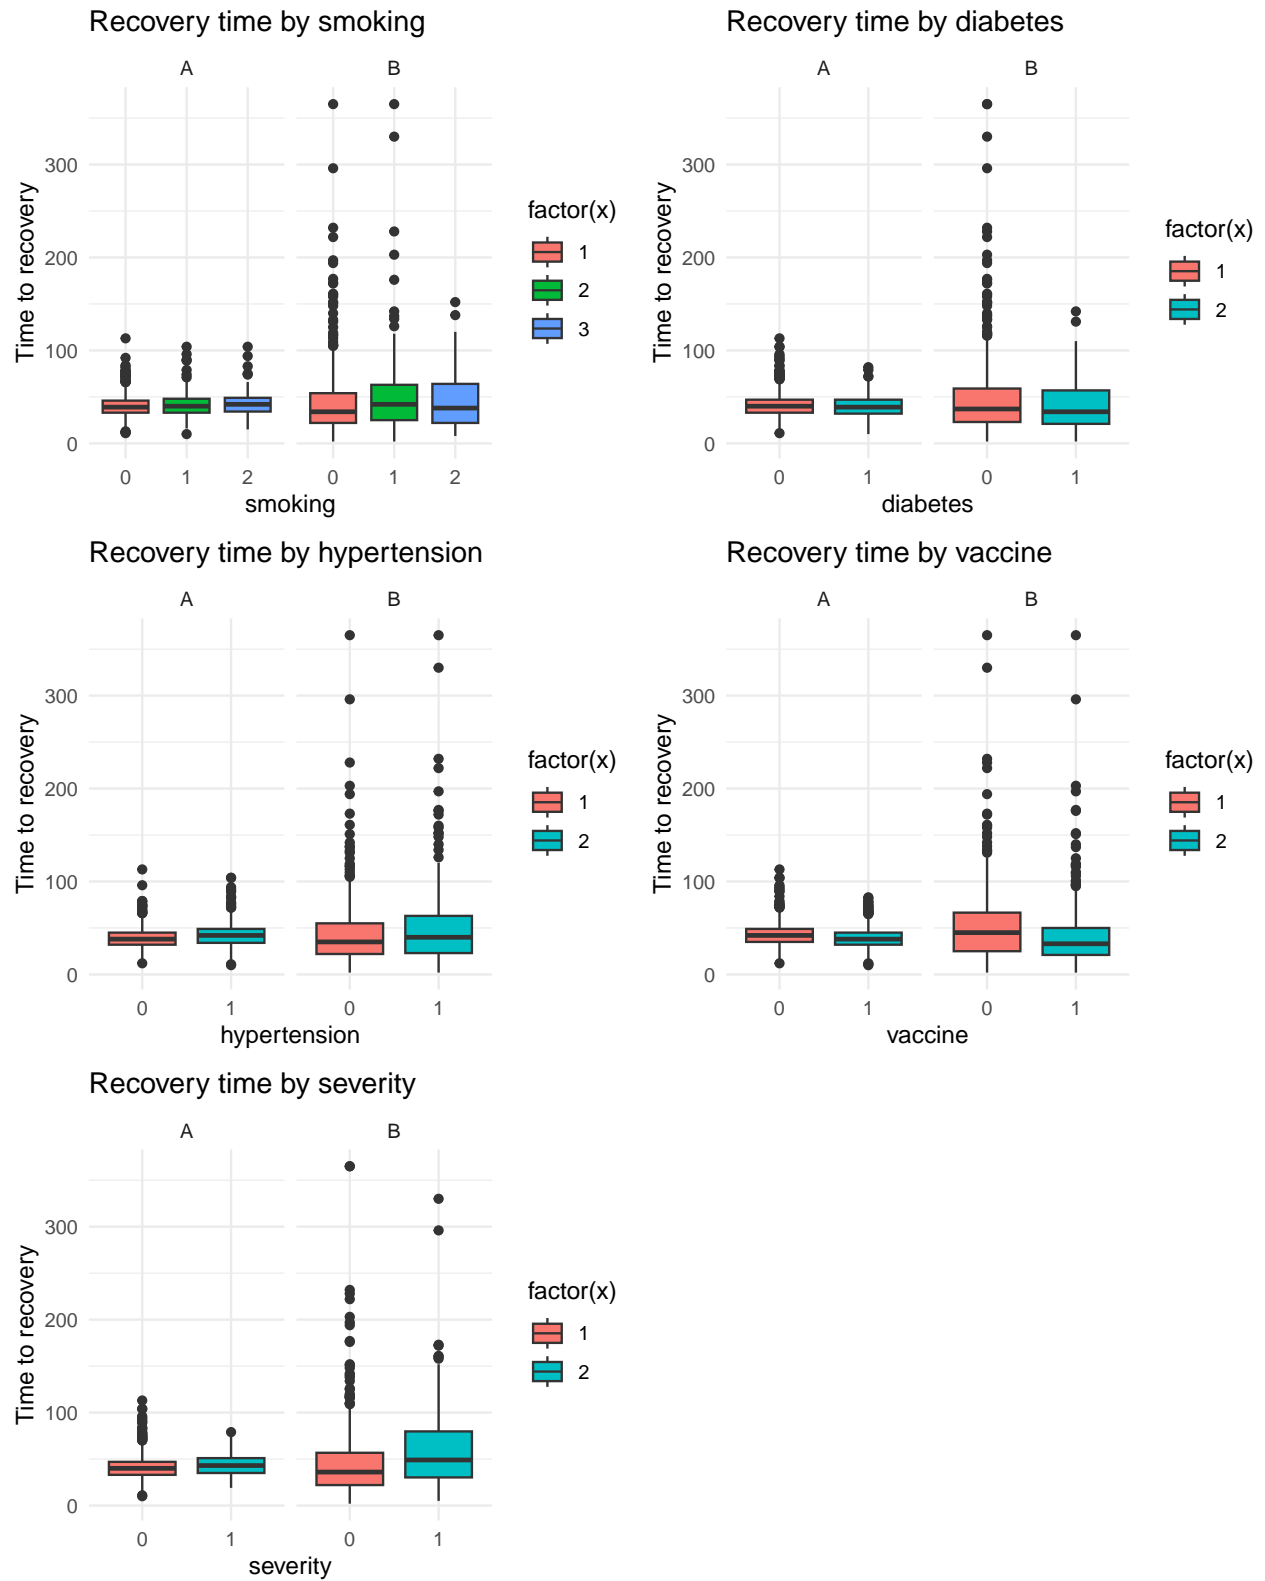 Recovery time by smoking
A B
300
200
100
0
Time to recovery
0 1 2 0 1 2
smoking
factor(x)
1
2
3
Recovery time by diabetes
A B
300
200
100
0
Time to recovery
0 1 0 1
diabetes
factor(x)
1
2
Recovery time by hypertension
A B
300
200
100
0
Time to recovery
0 1 0 1
hypertension
factor(x)
1
2
Recovery time by vaccine
A B
300
200
100
0
Time to recovery
0 1 0 1
vaccine
factor(x)
1
2
Recovery time by severity
A B
300
200
100
0
Time to recovery
0 1 0 1
severity
factor(x)
1
2